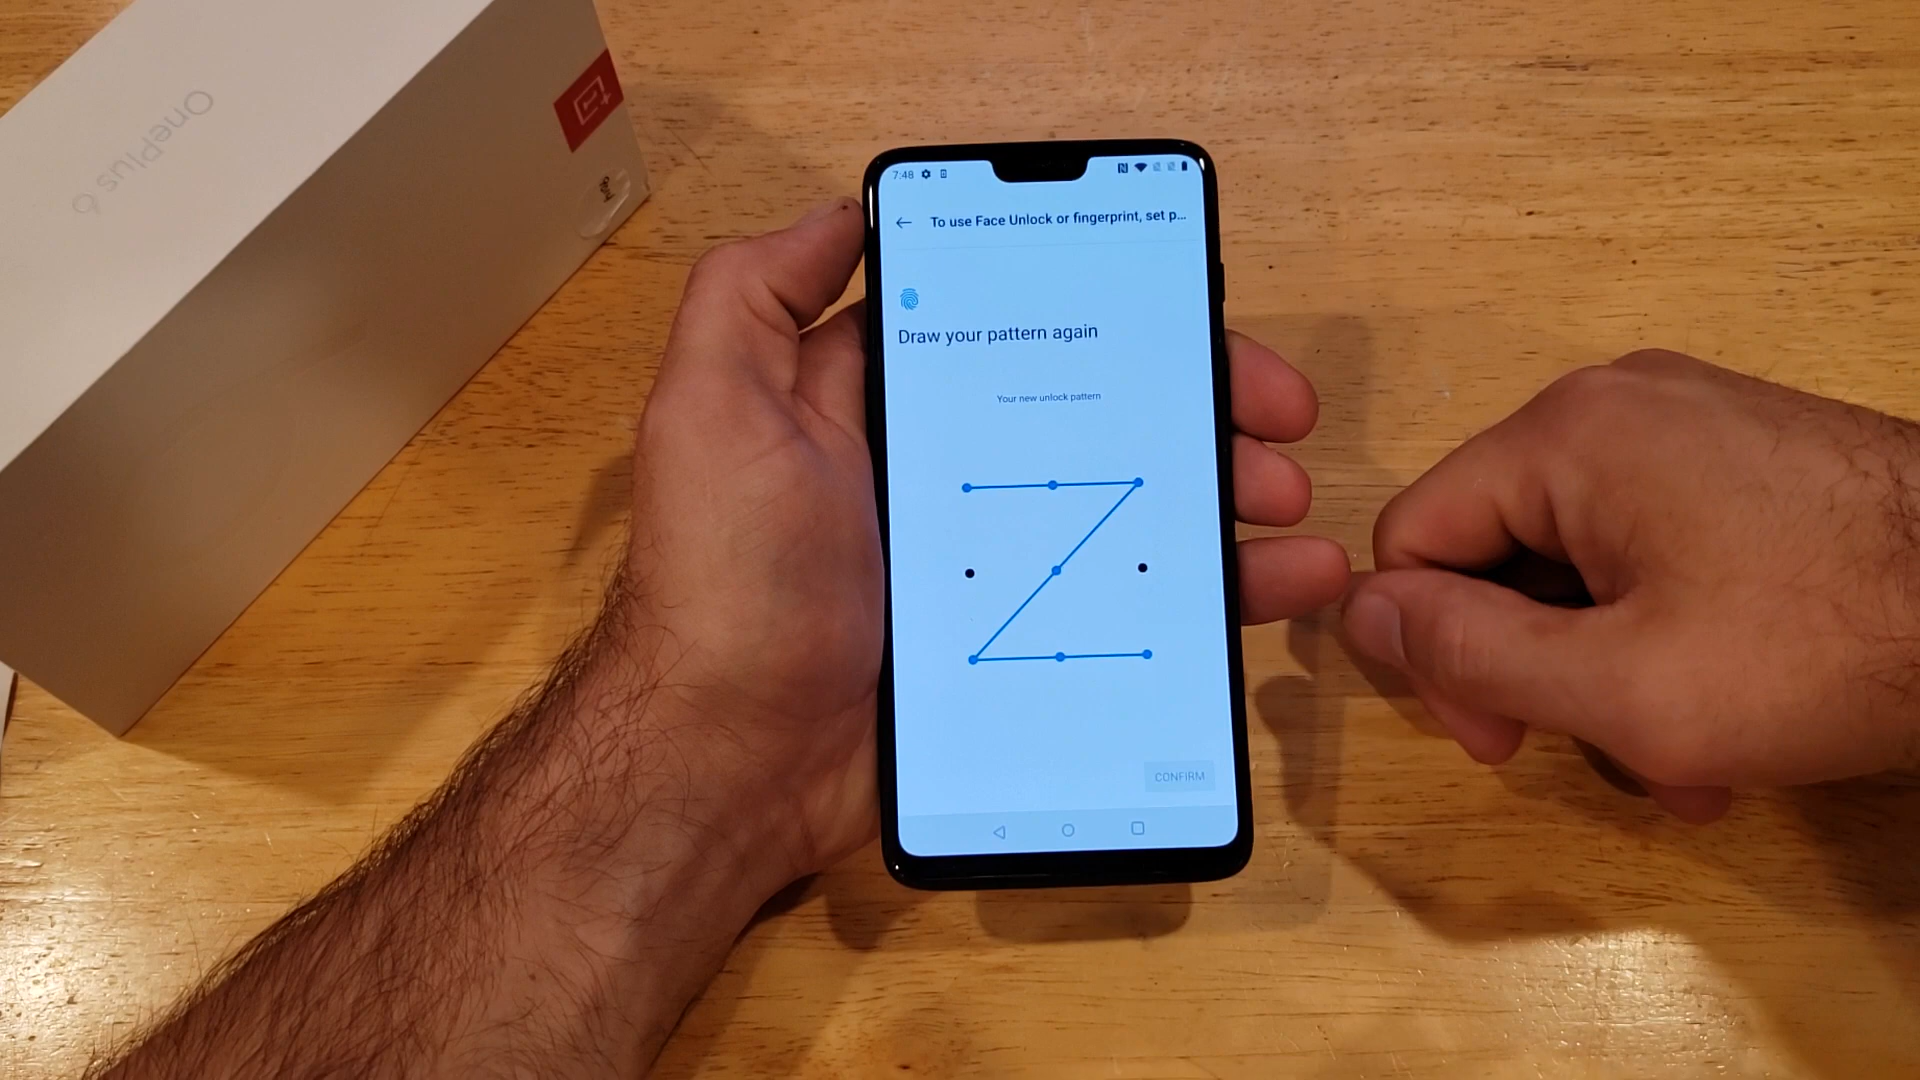 OnePlus 6
7:48
To use Face Unlock or fingerprint, set p...
Draw your pattern again
Your new unlock pattern
CONFIRM